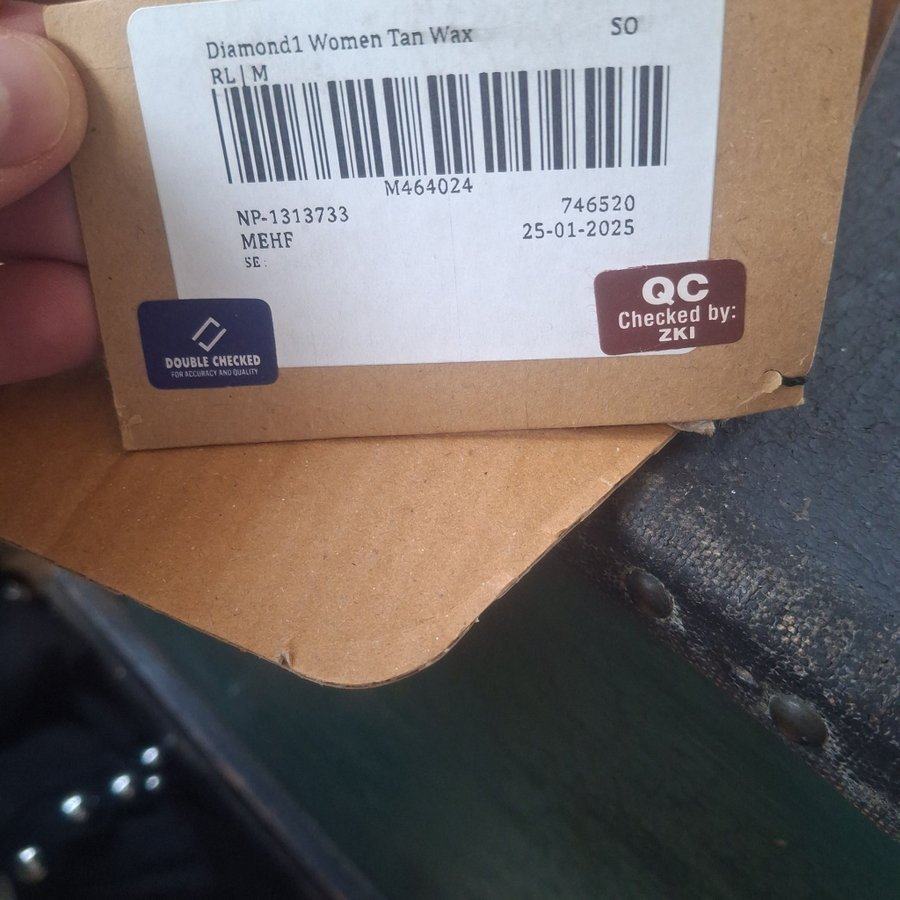 Diamond1 Women Tan Wax SO
RL | M
M464024
NP-1313733 746520
MEHF 25-01-2025
SE:
DOUBLE CHECKED
FOR ACCURACY AND QUALITY
QC
Checked by:
ZKI